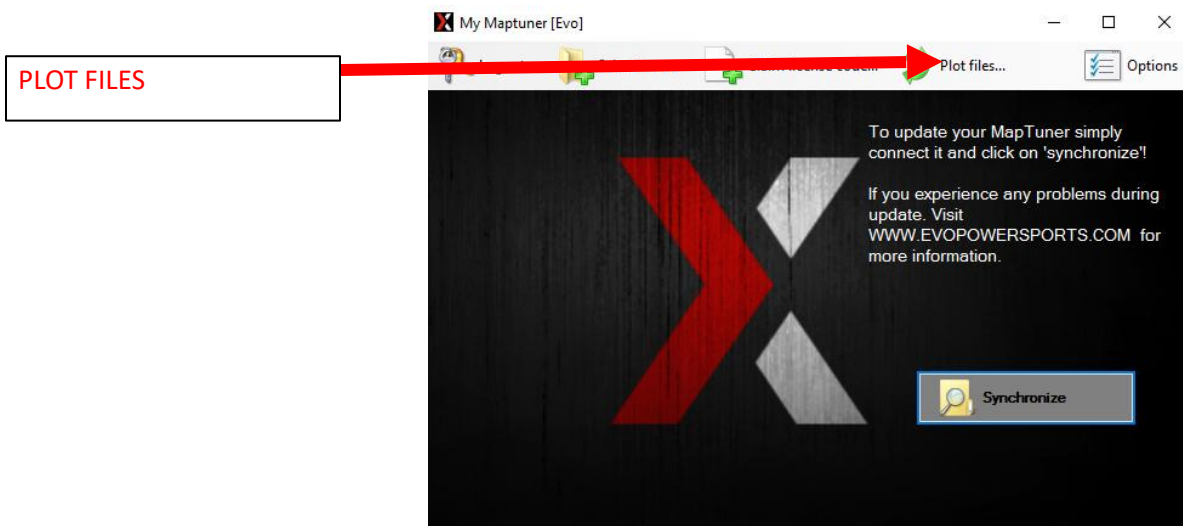 My Maptuner [Evo]
PLOT FILES
Plot files...
Options
To update your MapTuner simply
connect it and click on 'synchronize'!
If you experience any problems during
update. Visit
WWW.EVOPOWERSPORTS.COM for
more information.
Synchronize